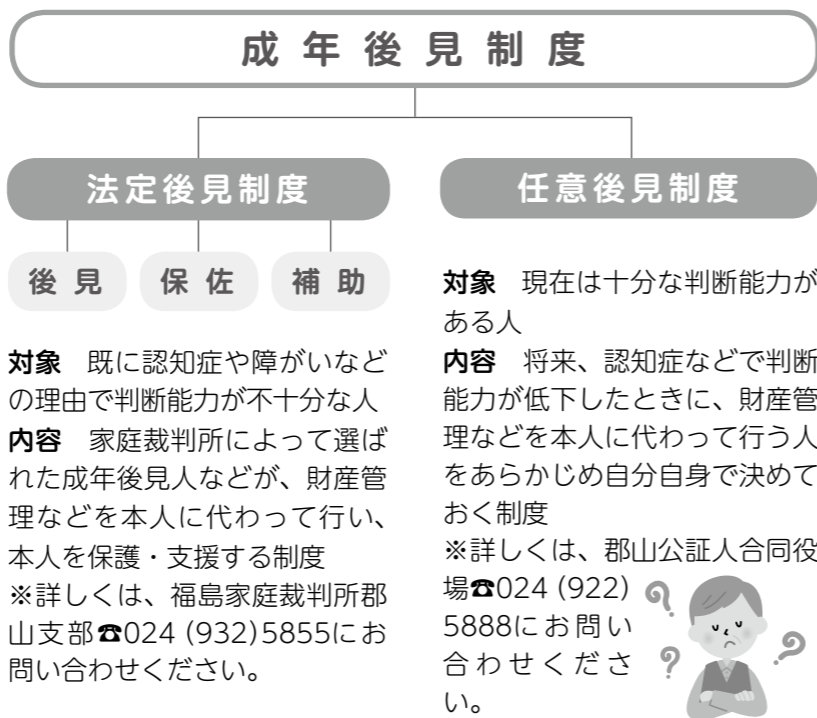 成年後見制度
法定後見制度
後見 保佐 補助
対象　既に認知症や障がいなど
の理由で判断能力が不十分な人
内容　家庭裁判所によって選ば
れた成年後見人などが、財産管
理などを本人に代わって行い、
本人を保護・支援する制度
※詳しくは、福島家庭裁判所郡
山支部☎024 (932)5855にお
問い合わせください。
任意後見制度
対象　現在は十分な判断能力が
ある人
内容　将来、認知症などで判断
能力が低下したときに、財産管
理などを本人に代わって行う人
をあらかじめ自分自身で決めて
おく制度
※詳しくは、郡山公証人合同役
場☎024 (922)
5888にお問い
合わせくださ
い。